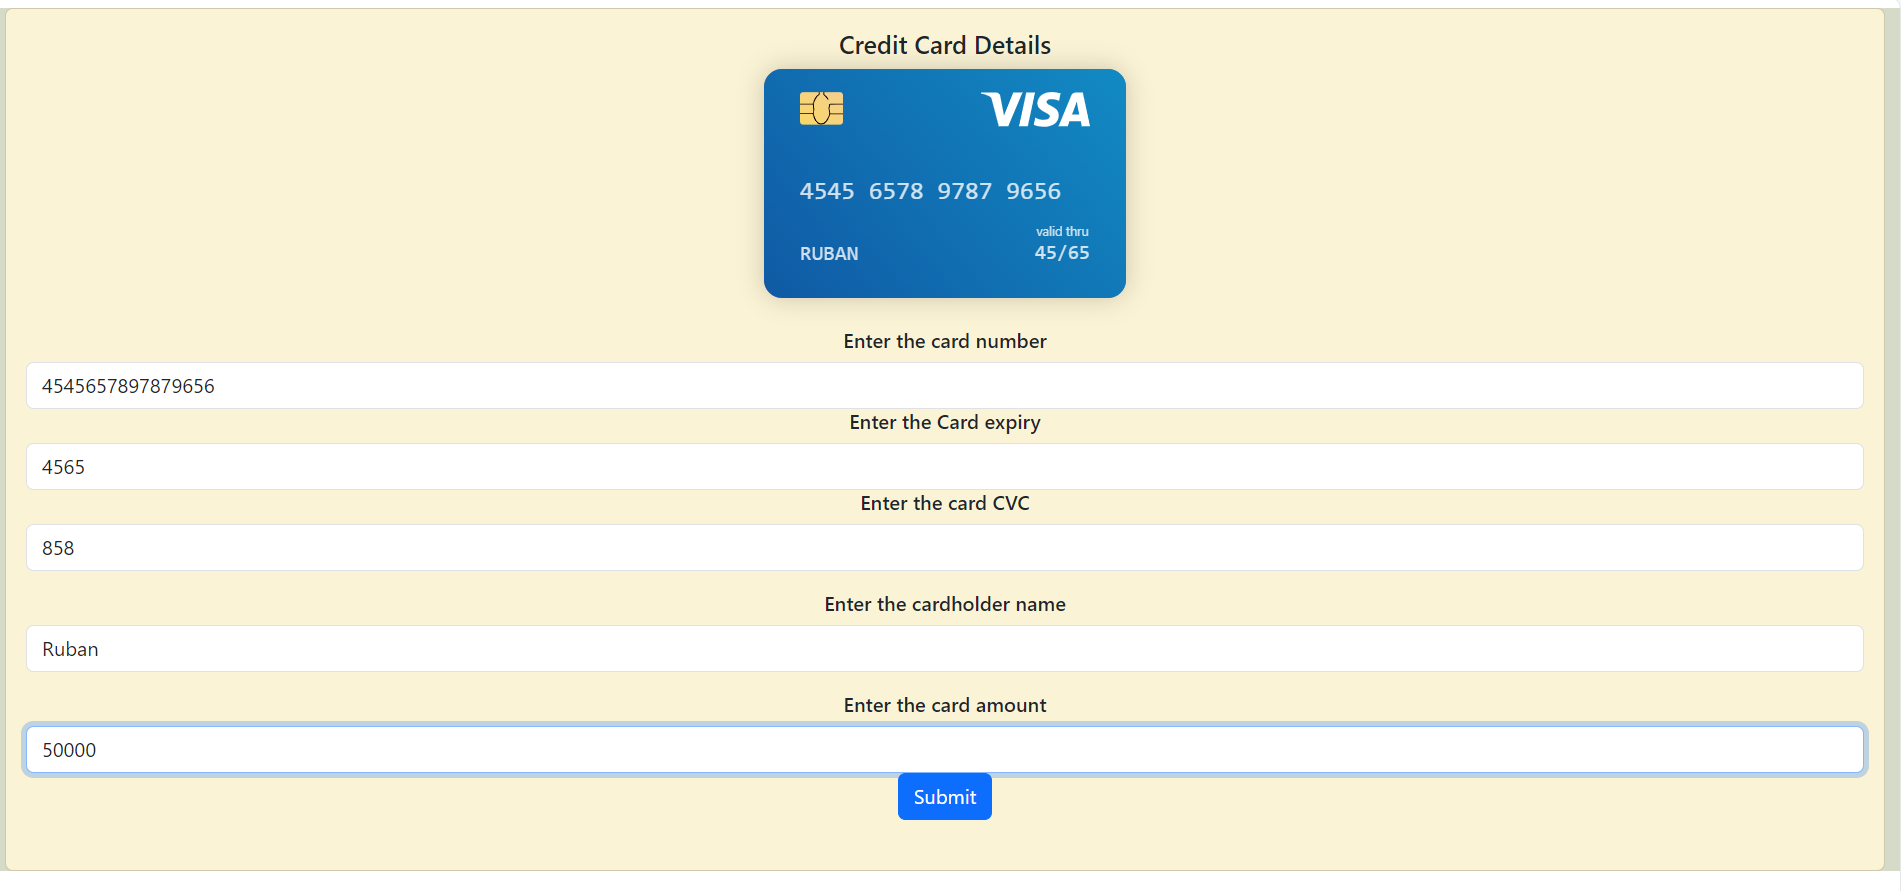 Credit Card Details
VISA
4545 6578 9787 9656
valid thru
RUBAN 45/65
Enter the card number
4545657897879656
Enter the Card expiry
4565
Enter the card CVC
858
Enter the cardholder name
Ruban
Enter the card amount
50000
Submit